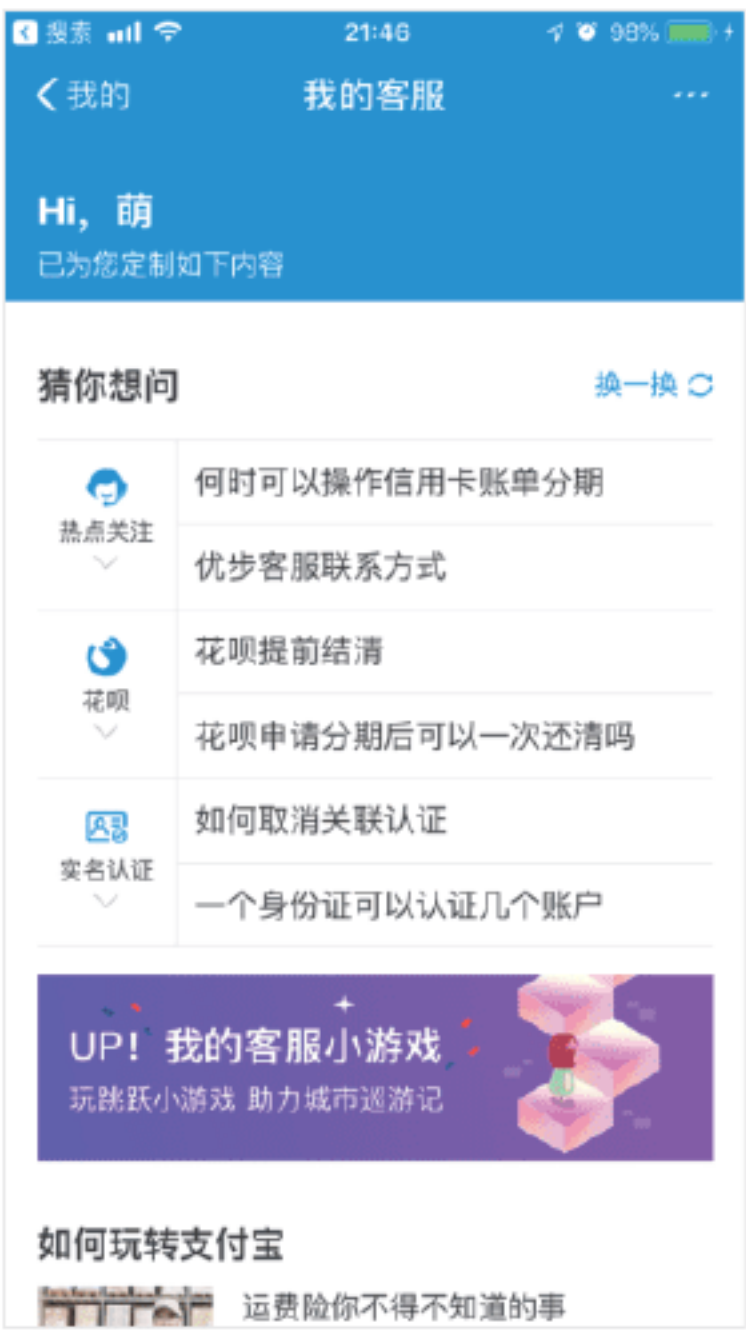 搜索
21:46
98%
我的
我的客服
Hi，萌
已为您定制如下内容
猜你想问
换一换
热点关注
何时可以操作信用卡账单分期
优步客服联系方式
花呗
花呗提前结清
花呗申请分期后可以一次还清吗
实名认证
如何取消关联认证
一个身份证可以认证几个账户
UP！我的客服小游戏
玩跳跃小游戏 助力城市巡游记
如何玩转支付宝
运费险你不得不知道的事